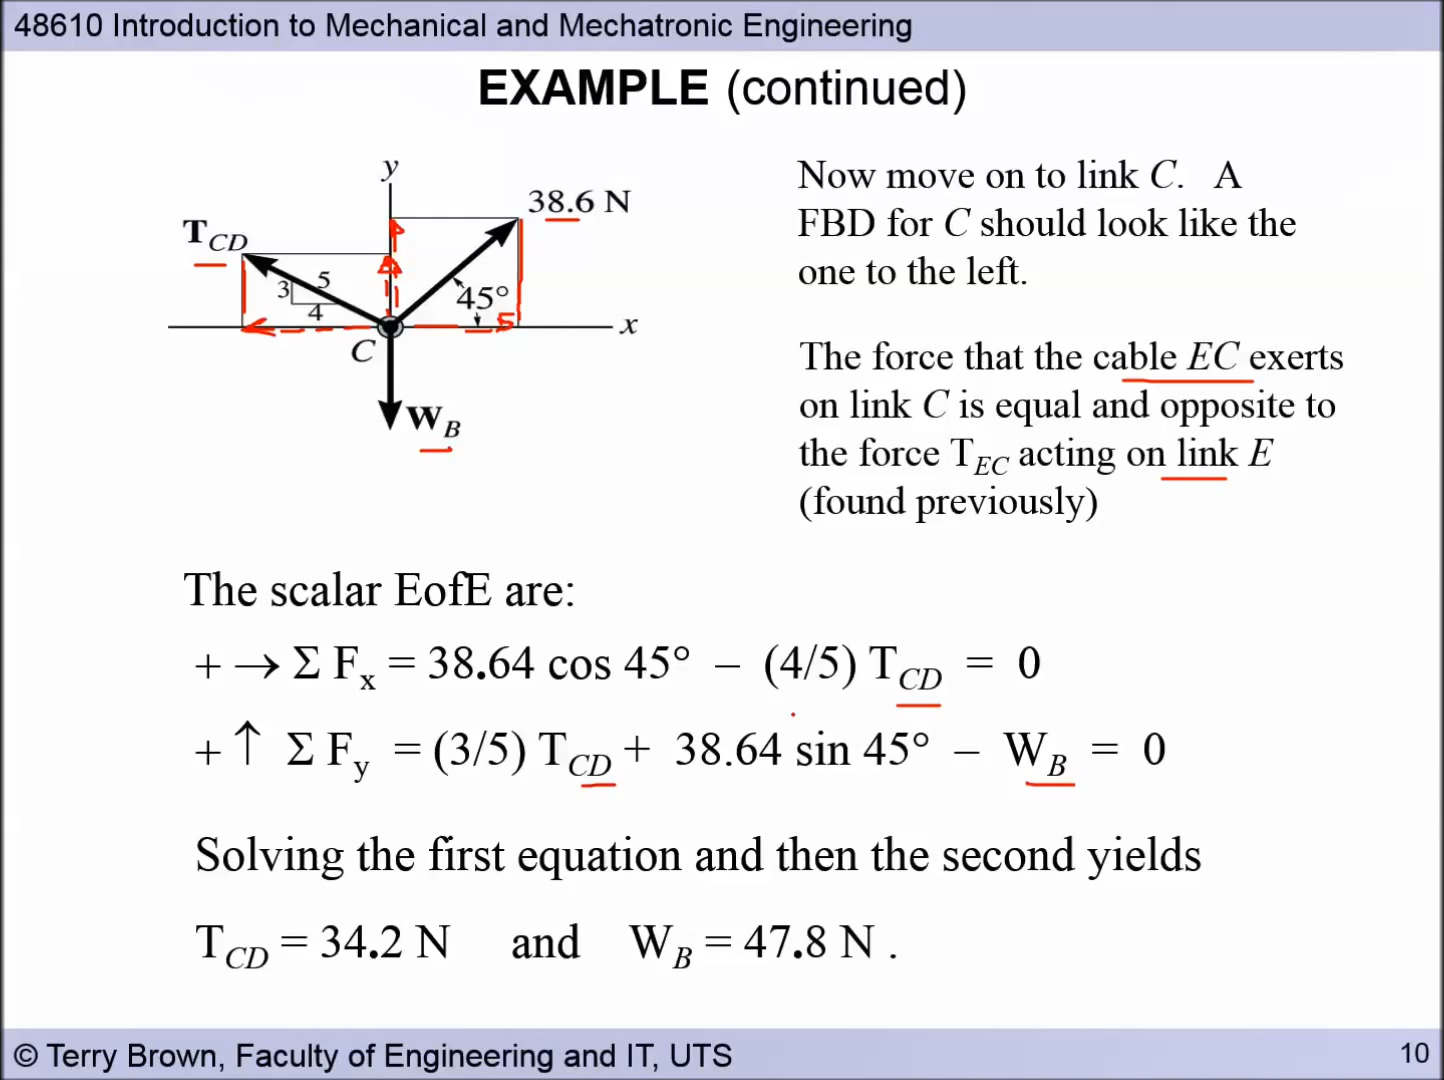 48610 Introduction to Mechanical and Mechatronic Engineering
EXAMPLE (continued)
y
38.6 N
T_CD
3
5
4
45°
x
C
W_B
Now move on to link C. A
FBD for C should look like the
one to the left.
The force that the cable EC exerts
on link C is equal and opposite to
the force T_EC acting on link E
(found previously)
The scalar EofE are:
+ → Σ F_x = 38.64 cos 45° – (4/5) T_CD = 0
+ ↑ Σ F_y = (3/5) T_CD + 38.64 sin 45° – W_B = 0
Solving the first equation and then the second yields
T_CD = 34.2 N and W_B = 47.8 N .
© Terry Brown, Faculty of Engineering and IT, UTS
10